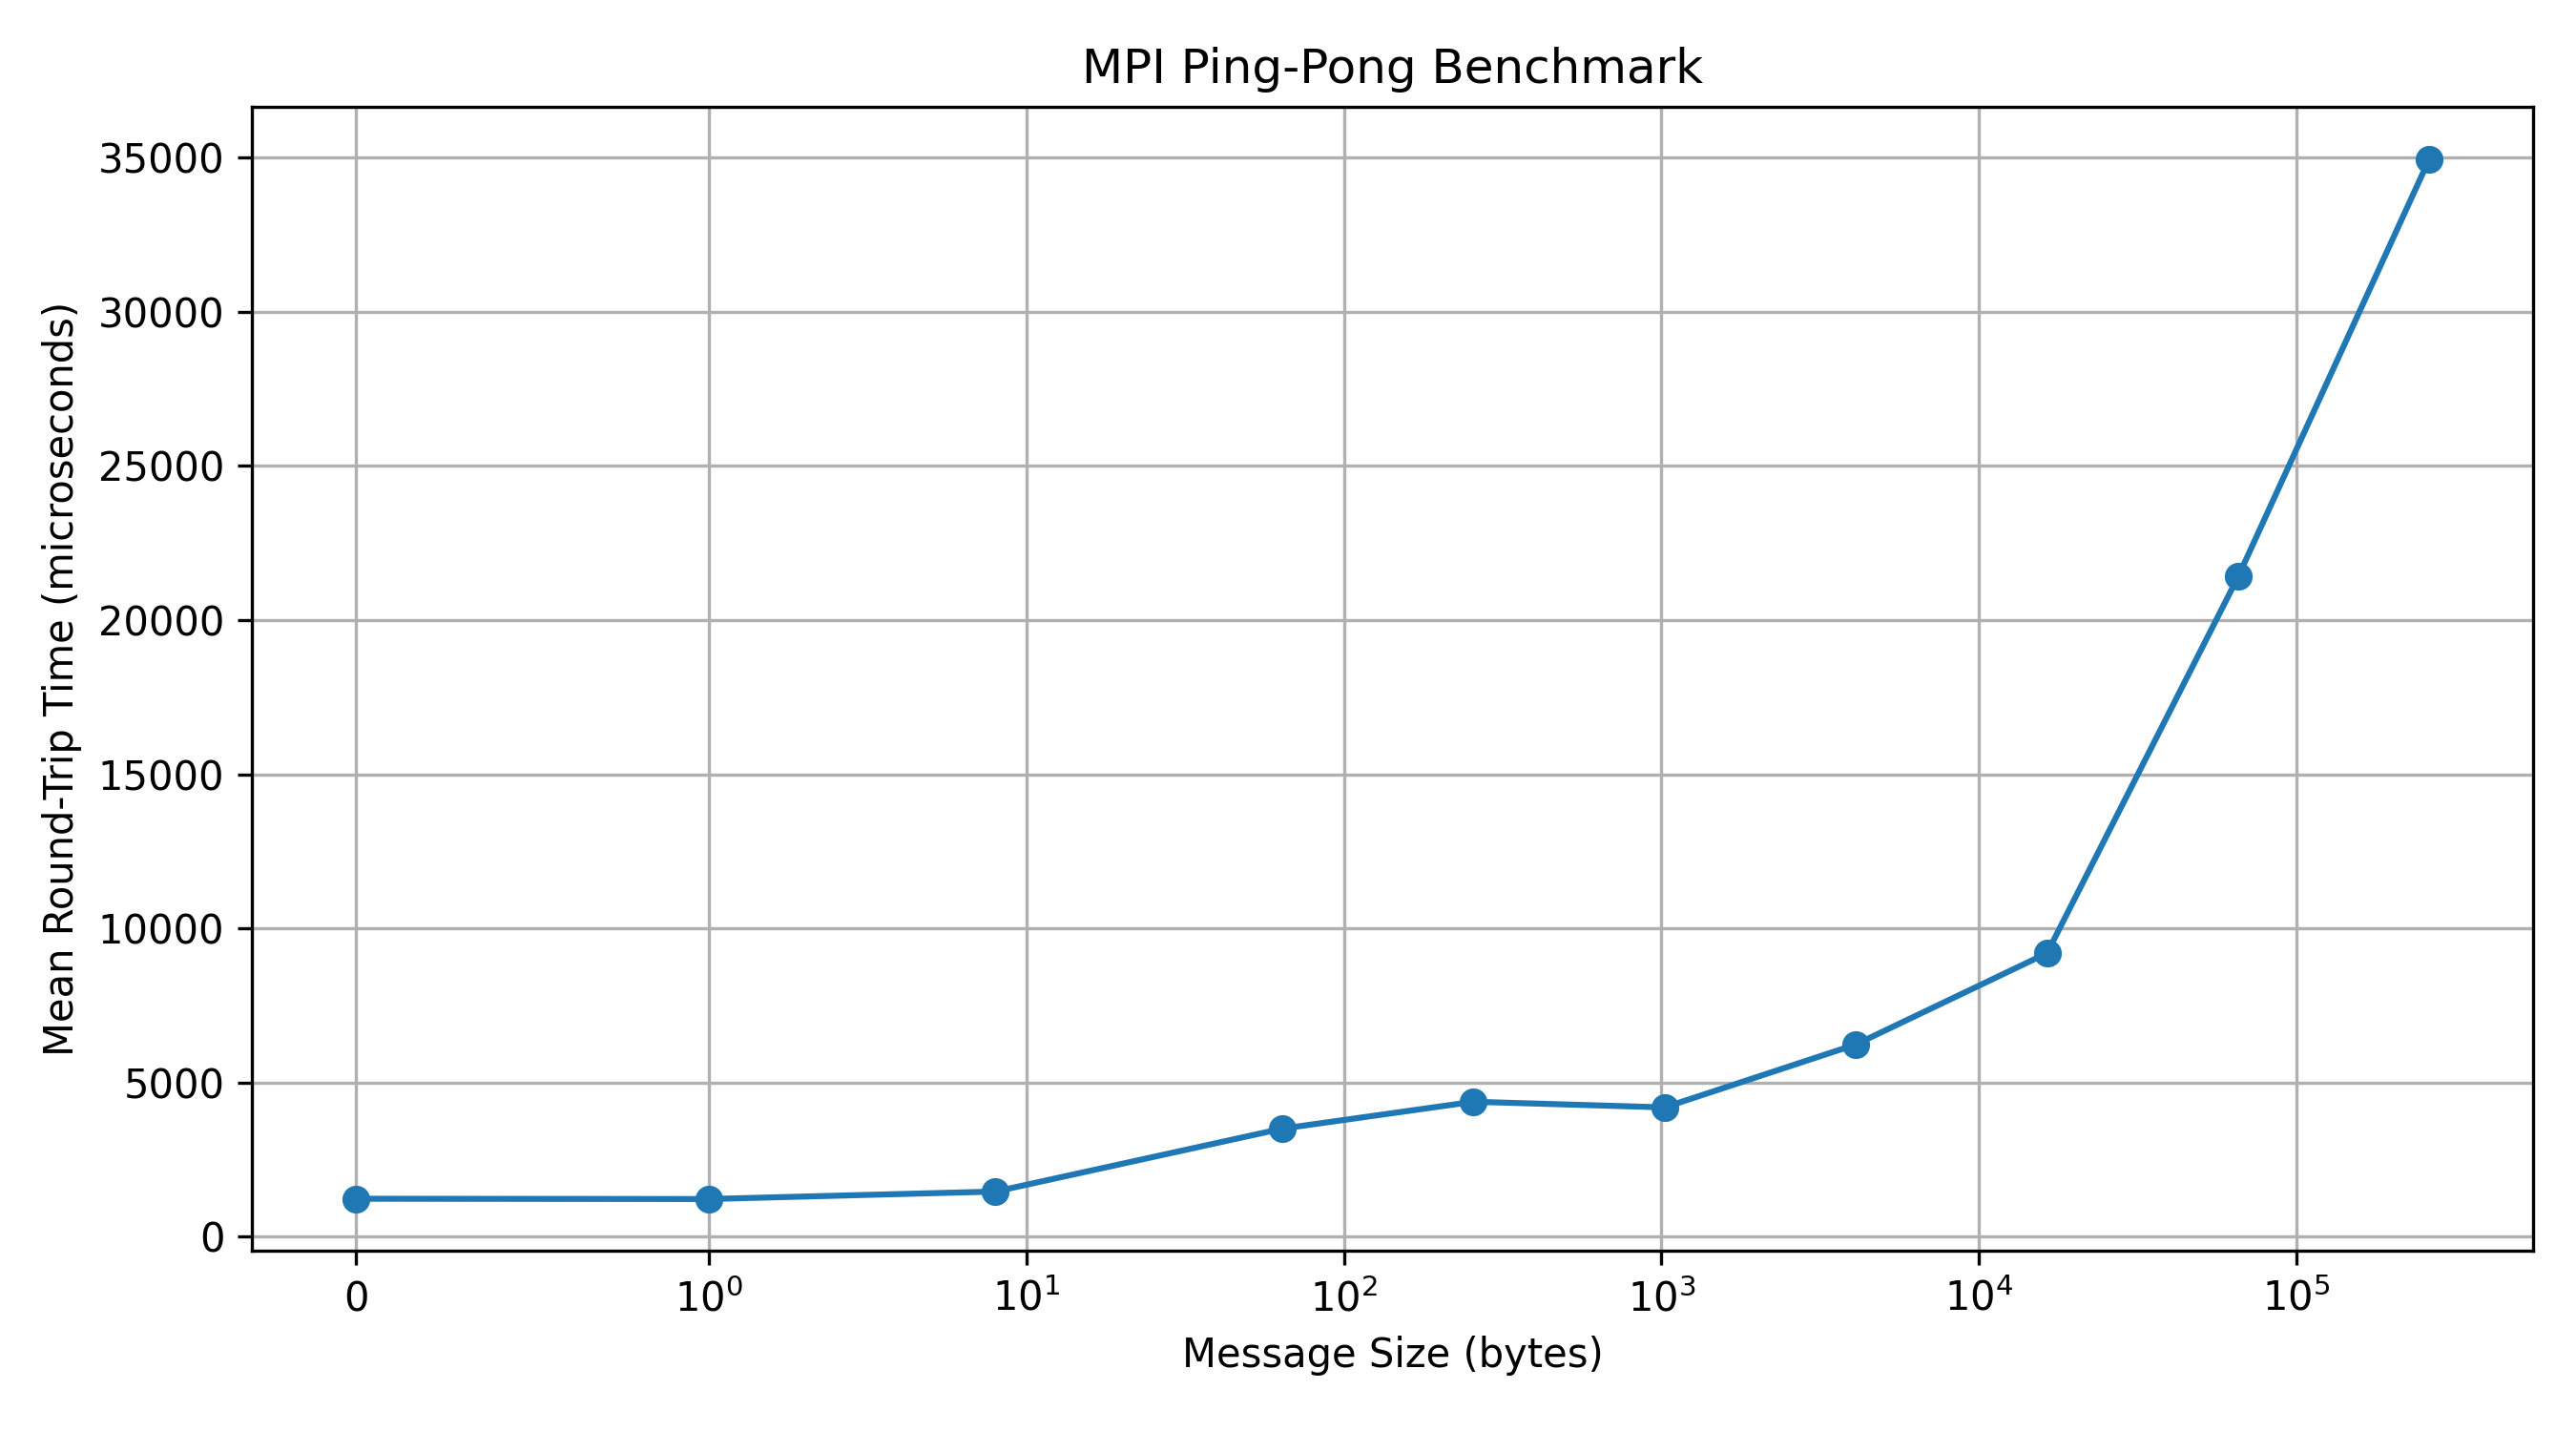 MPI Ping-Pong Benchmark
Mean Round-Trip Time (microseconds)
35000
30000
25000
20000
15000
10000
5000
0
0 10⁰ 10¹ 10² 10³ 10⁴ 10⁵
Message Size (bytes)